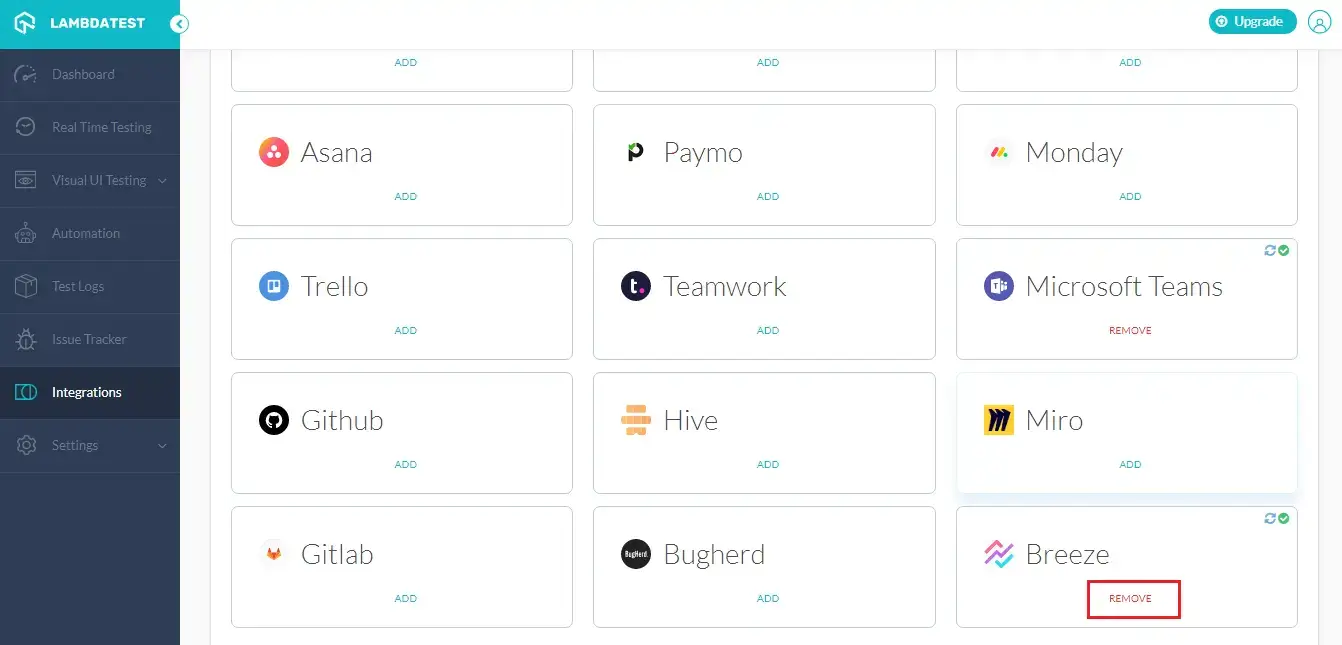 LAMBDATEST
Upgrade
Dashboard
Real Time Testing
Visual UI Testing
Automation
Test Logs
Issue Tracker
Integrations
Settings
ADD
ADD
ADD
Asana
ADD
Paymo
ADD
Monday
ADD
Trello
ADD
Teamwork
ADD
Microsoft Teams
REMOVE
Github
ADD
Hive
ADD
Miro
ADD
Gitlab
ADD
BugHerd.
Bugherd
ADD
Breeze
REMOVE